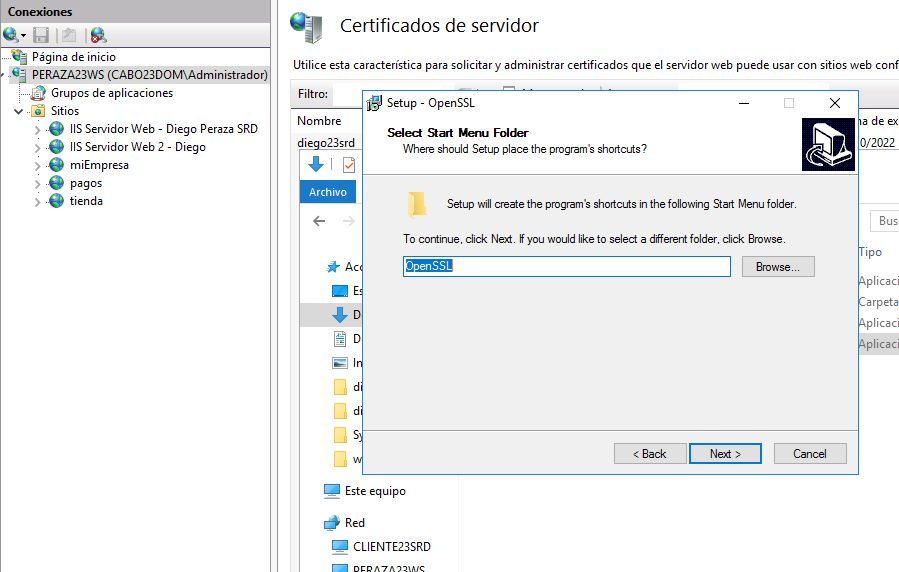 Conexiones
Página de inicio
PERAZA23WS (CABO23DOM\Administrador)
Grupos de aplicaciones
Sitios
IIS Servidor Web - Diego Peraza SRD
IIS Servidor Web 2 - Diego
miEmpresa
pagos
tienda
Certificados de servidor
Utilice esta característica para solicitar y administrar certificados que el servidor web puede usar con sitios web conf
Filtro:
Nombre
na de ex
diego23srd
0/2022
Archivo
Acc
Es
D
D
In
di
di
Sy
w
Este equipo
Red
CLIENTE23SRD
PERAZA23WS
Bus
Tipo
Aplicaci
Carpeta
Aplicaci
Aplicaci
Setup - OpenSSL
Select Start Menu Folder
Where should Setup place the program's shortcuts?
Setup will create the program's shortcuts in the following Start Menu folder.
To continue, click Next. If you would like to select a different folder, click Browse.
OpenSSL
Browse...
< Back
Next >
Cancel